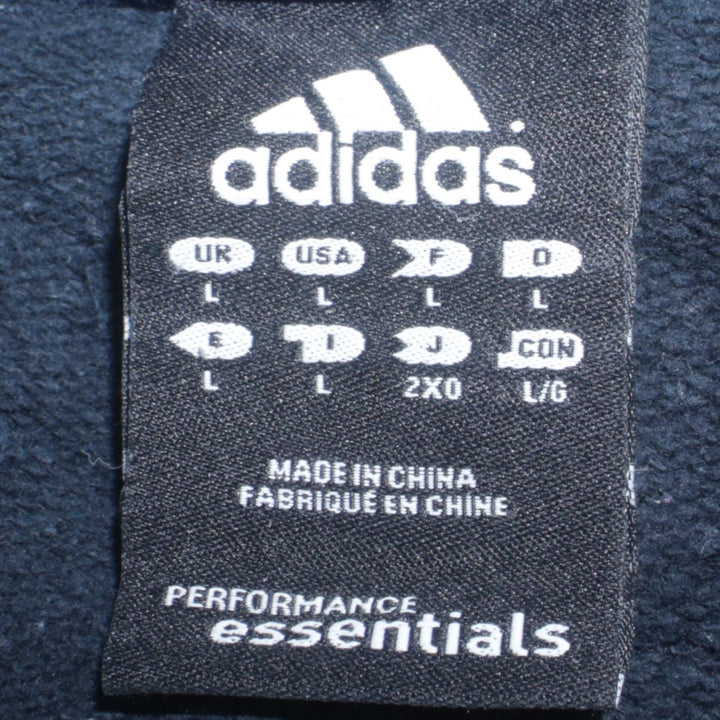 adidas
UK USA F D
L L L L
E I J CON
L L 2XO L/G
MADE IN CHINA
FABRIQUÉ EN CHINE
PERFORMANCE
essentials